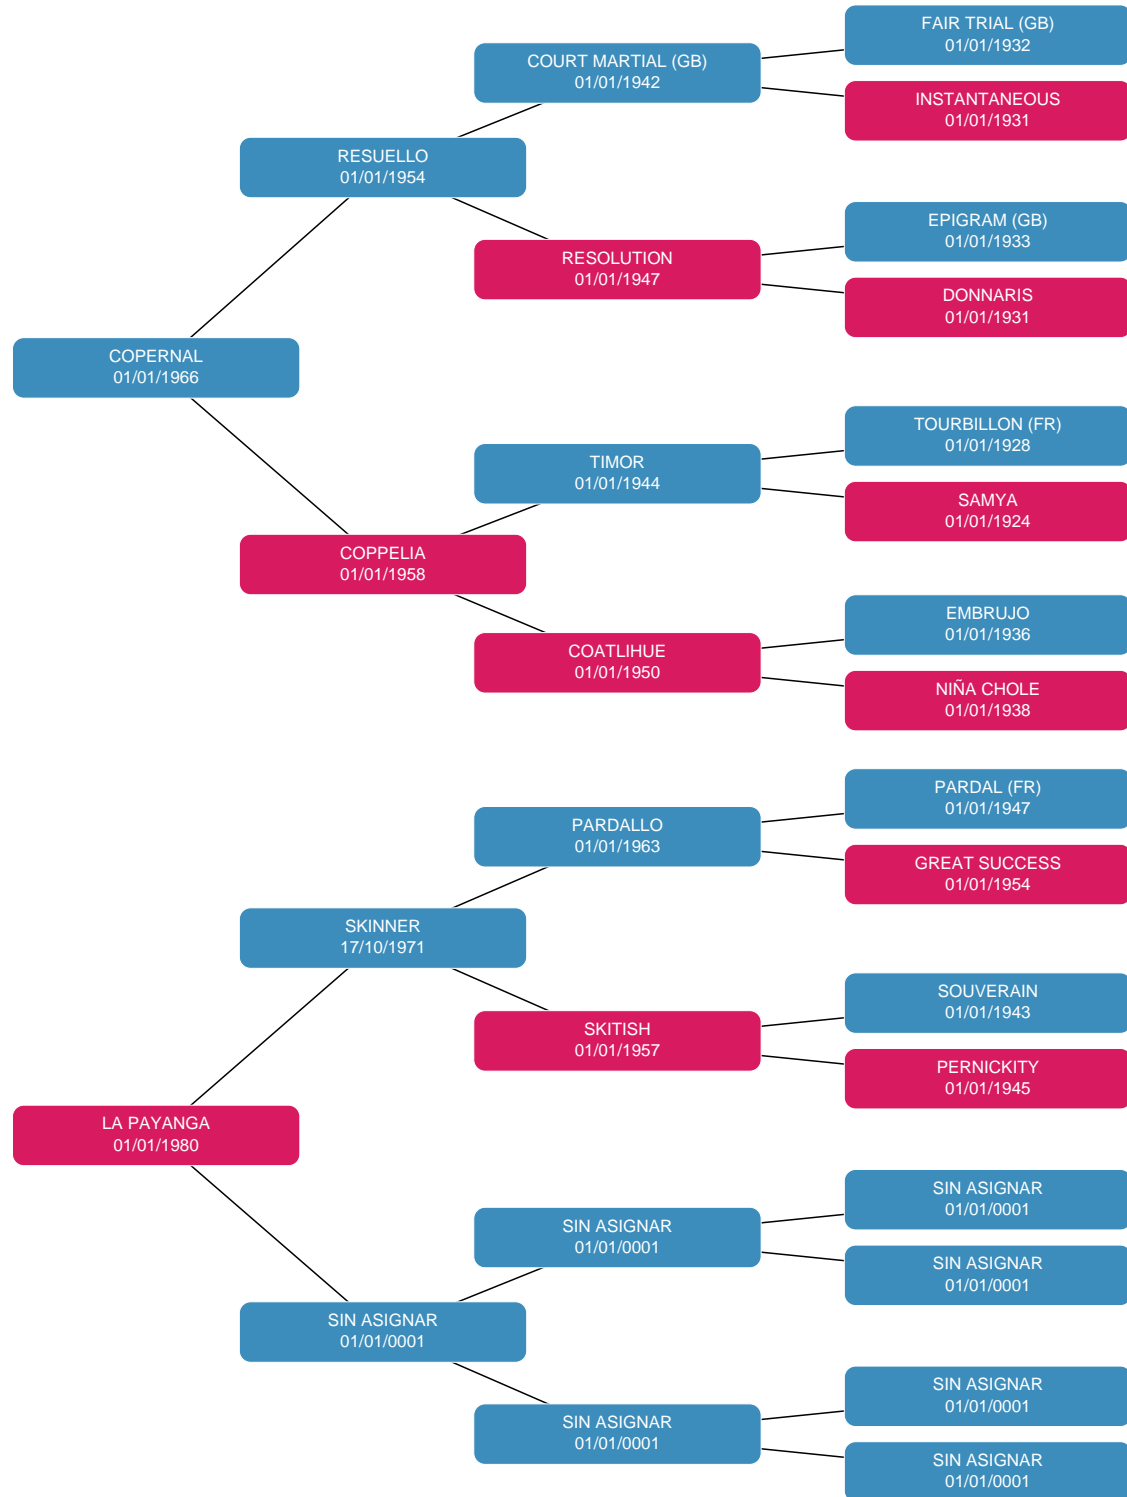 FAIR TRIAL (GB)
01/01/1932
COURT MARTIAL (GB)
01/01/1942
INSTANTANEOUS
01/01/1931
RESUELLO
01/01/1954
EPIGRAM (GB)
01/01/1933
RESOLUTION
01/01/1947
DONNARIS
01/01/1931
COPERNAL
01/01/1966
TOURBILLON (FR)
01/01/1928
TIMOR
01/01/1944
SAMYA
01/01/1924
COPPELIA
01/01/1958
EMBRUJO
01/01/1936
COATLIHUE
01/01/1950
NIÑA CHOLE
01/01/1938
PARDAL (FR)
01/01/1947
PARDALLO
01/01/1963
GREAT SUCCESS
01/01/1954
SKINNER
17/10/1971
SOUVERAIN
01/01/1943
SKITISH
01/01/1957
PERNICKITY
01/01/1945
LA PAYANGA
01/01/1980
SIN ASIGNAR
01/01/0001
SIN ASIGNAR
01/01/0001
SIN ASIGNAR
01/01/0001
SIN ASIGNAR
01/01/0001
SIN ASIGNAR
01/01/0001
SIN ASIGNAR
01/01/0001
SIN ASIGNAR
01/01/0001